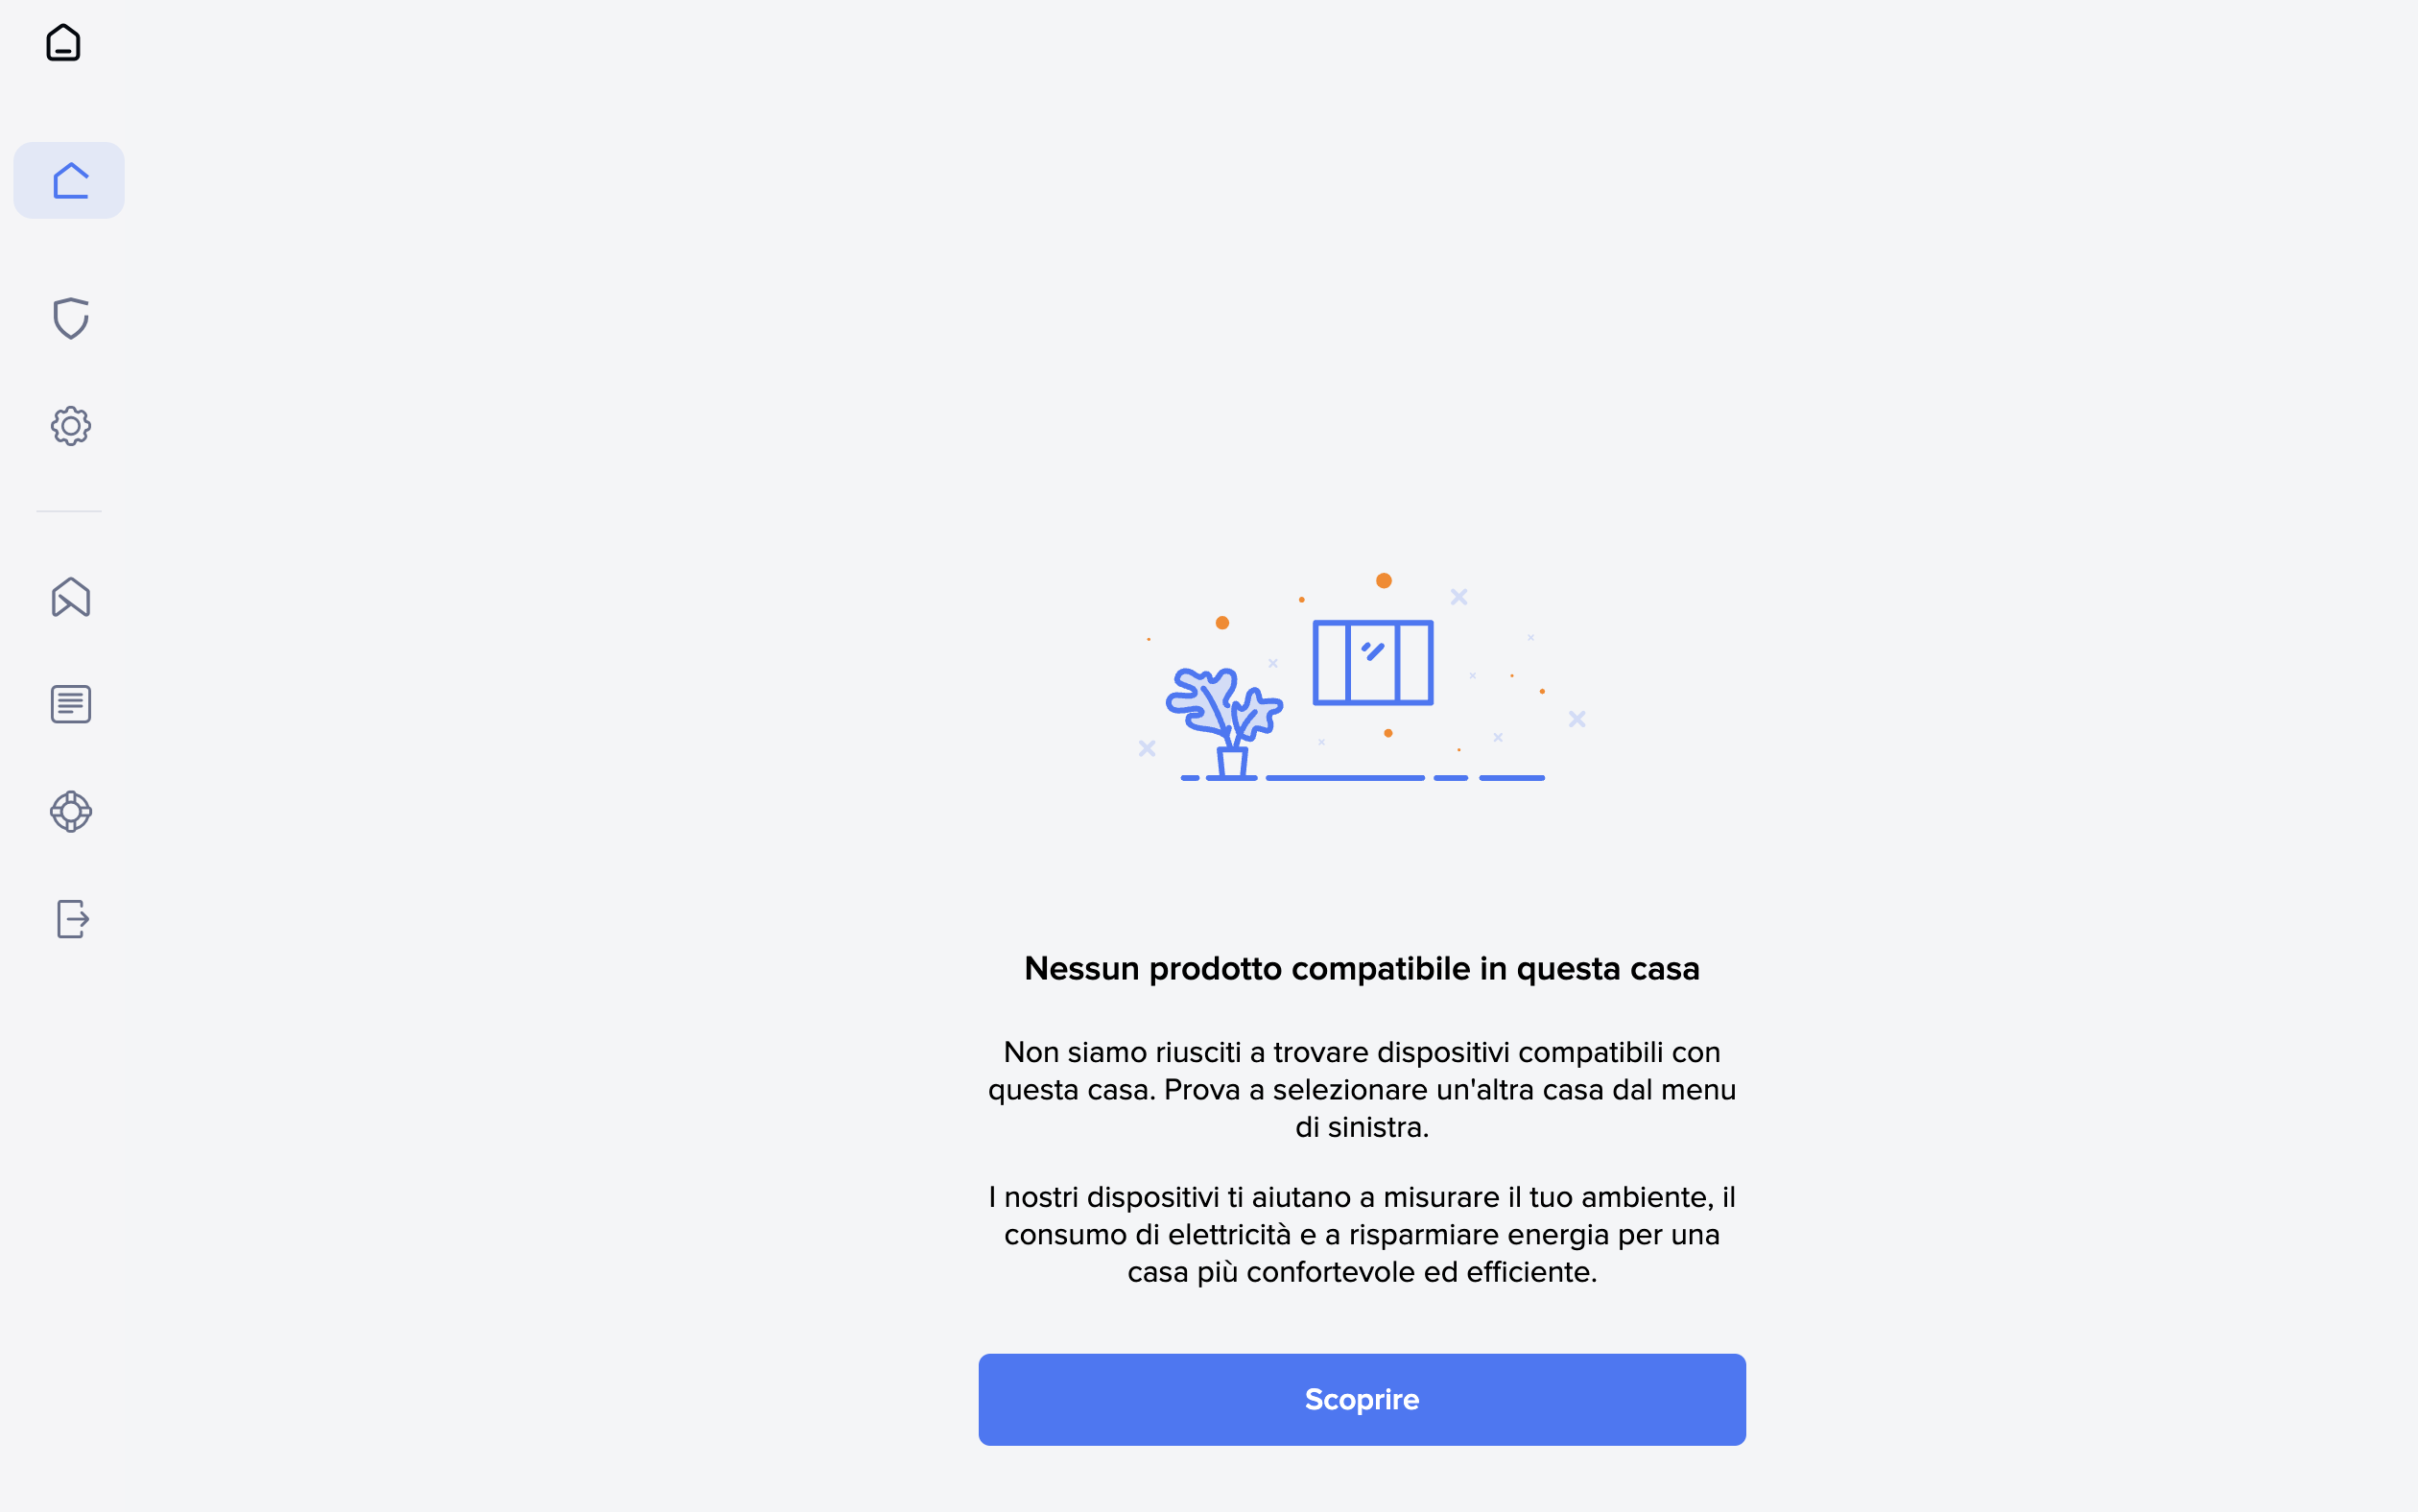 Nessun prodotto compatibile in questa casa
Non siamo riusciti a trovare dispositivi compatibili con
questa casa. Prova a selezionare un'altra casa dal menu
di sinistra.
I nostri dispositivi ti aiutano a misurare il tuo ambiente, il
consumo di elettricità e a risparmiare energia per una
casa più confortevole ed efficiente.
Scoprire